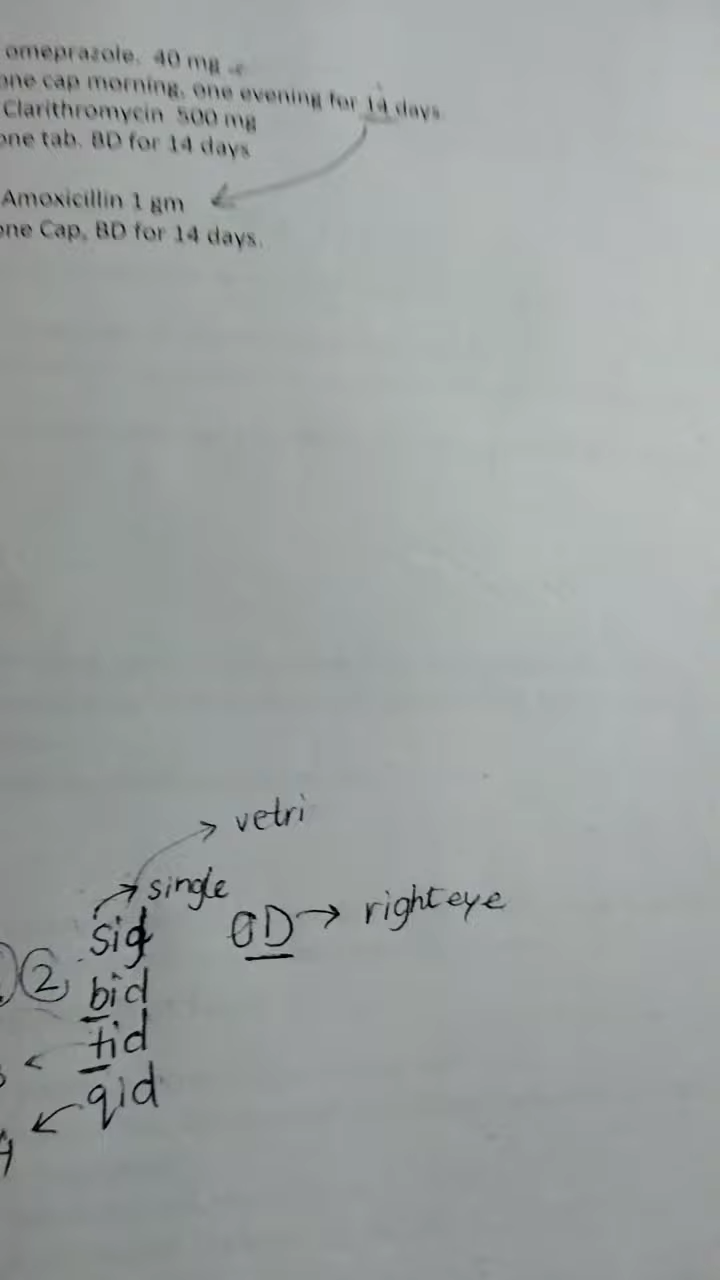 omeprazole. 40 mg
one cap morning, one evening for 14 days
Clarithromycin 500 mg
one tab. BD for 14 days
Amoxicillin 1 gm
one Cap, BD for 14 days.
vetri
single
sid OD → right eye
2 bid
tid
qid
4